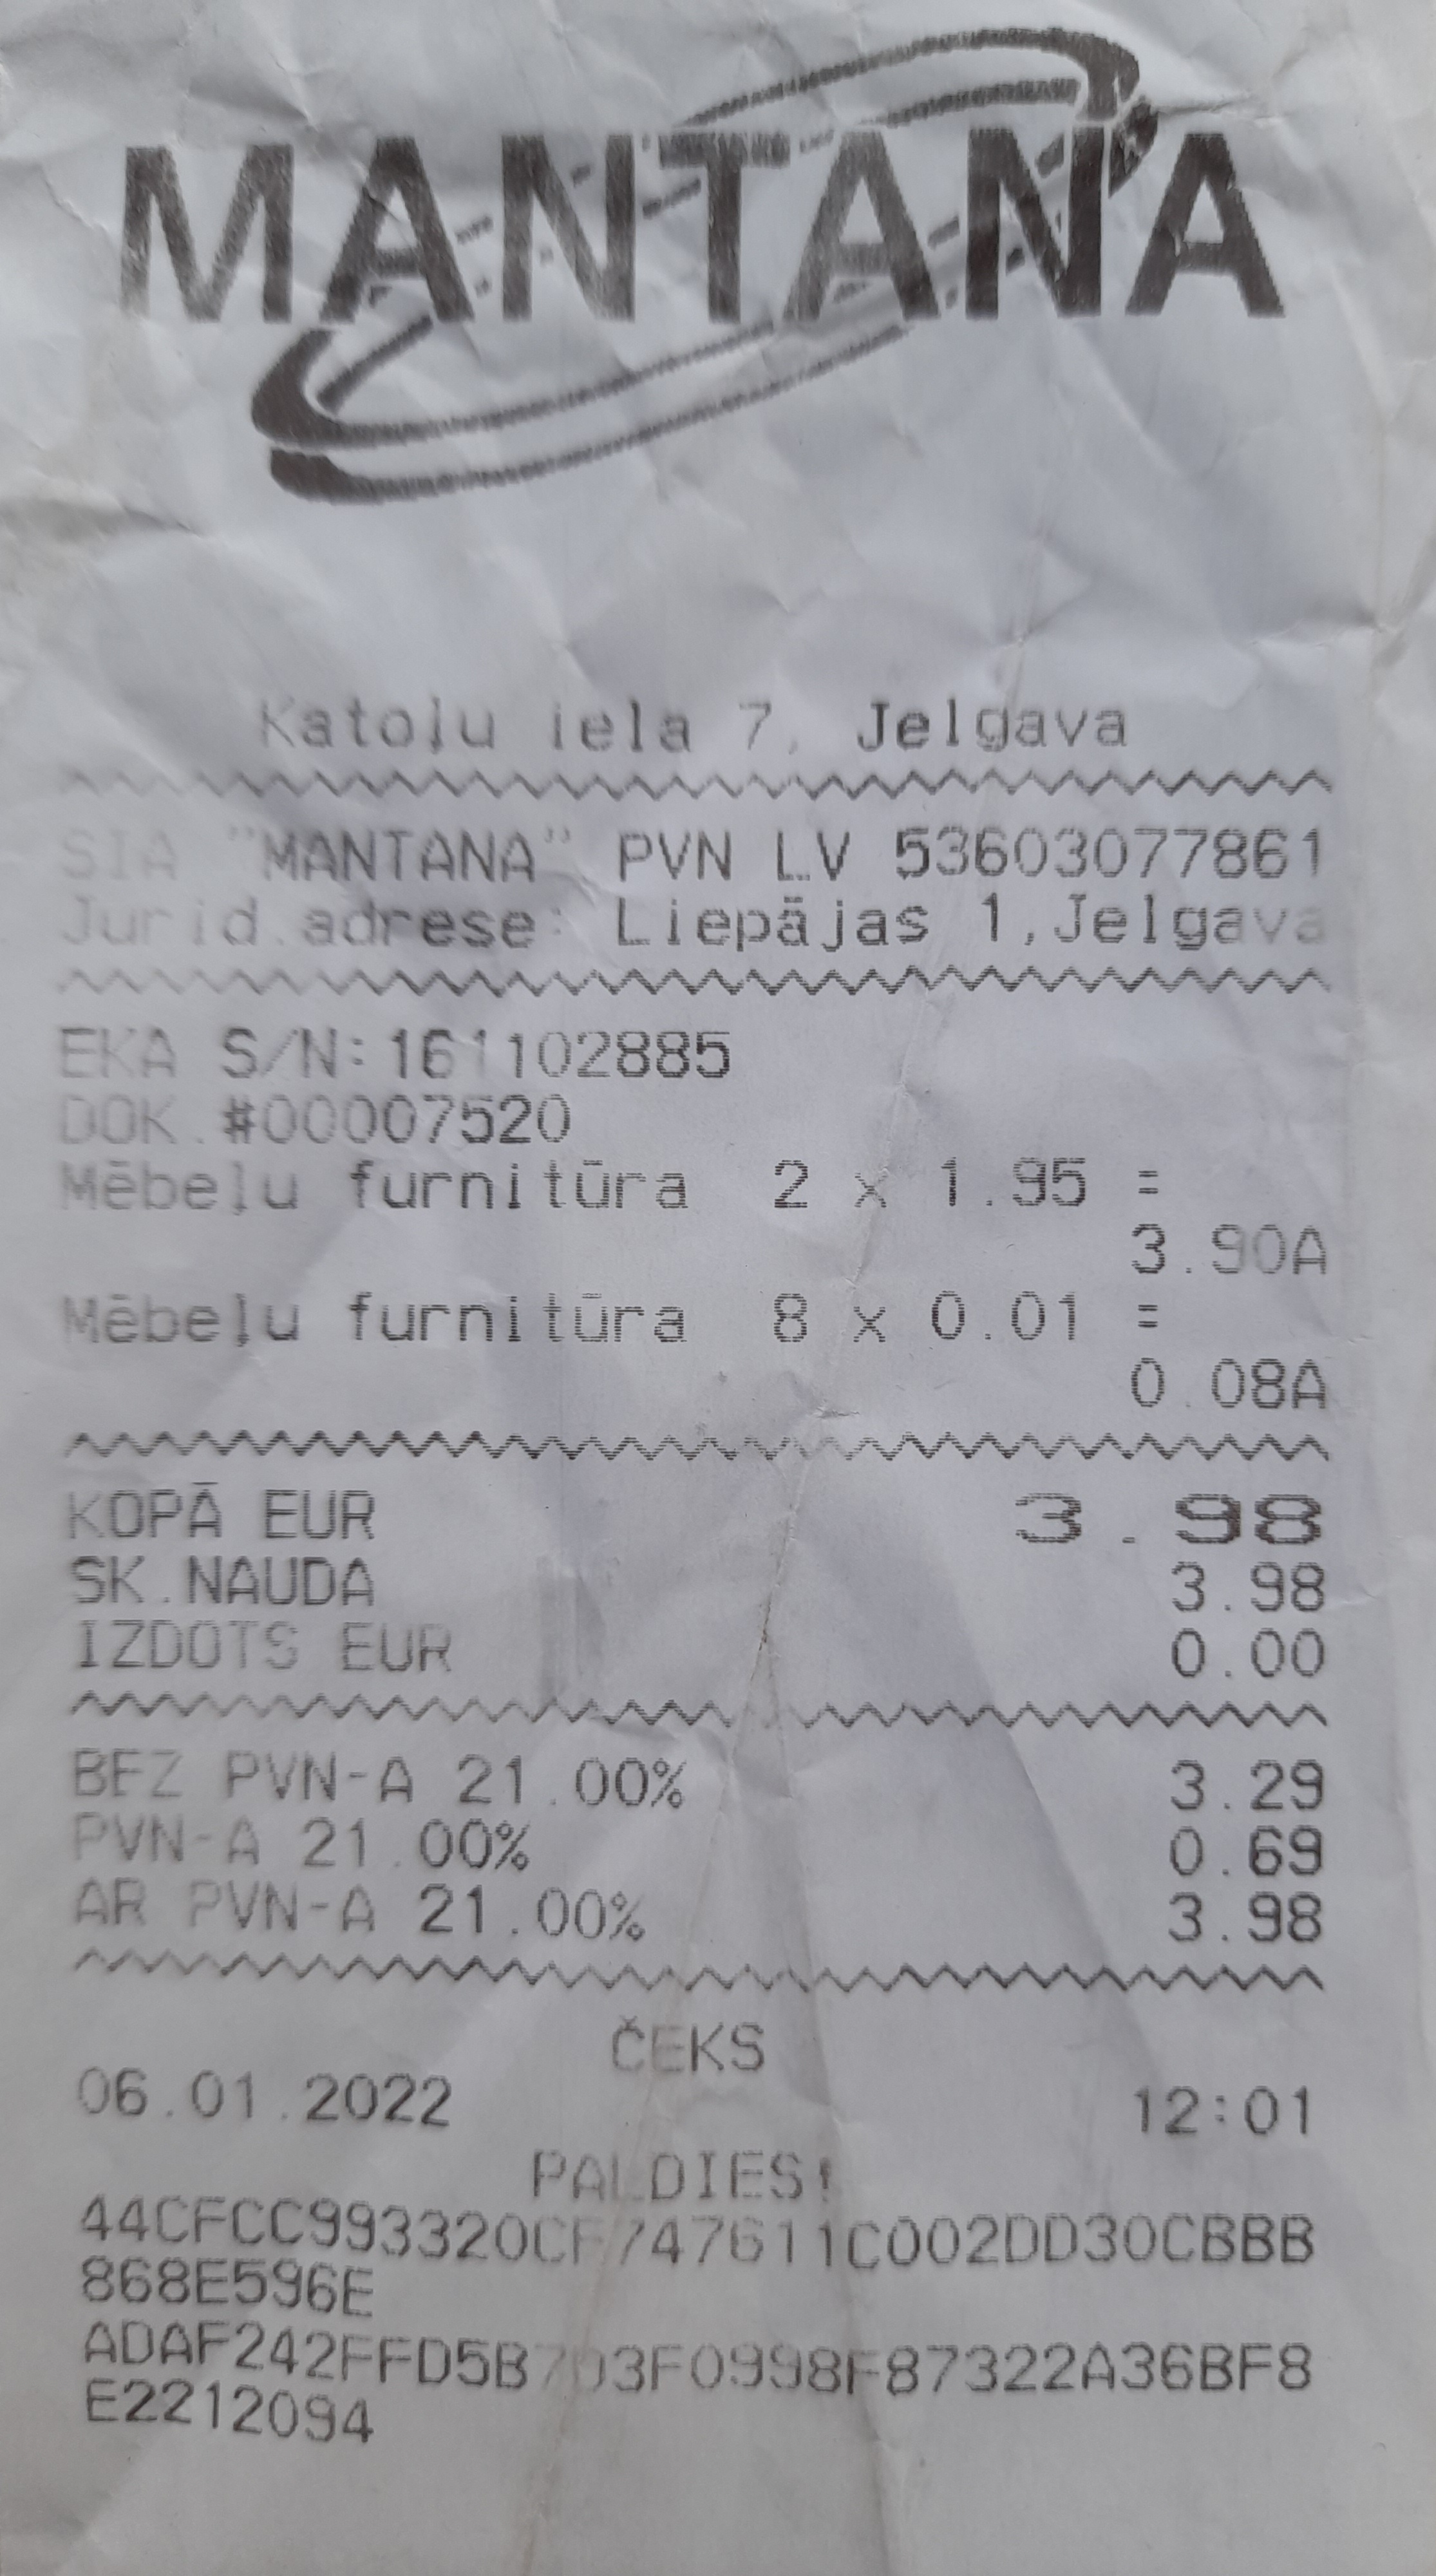 MANTANA
Katoļu iela 7, Jelgava
SIA "MANTANA" PVN LV 53603077861
Jurid.adrese: Liepājas 1,Jelgava
EKA S/N:161102885
DOK.#00007520
Mēbeļu furnitūra 2 x 1.95 =
3.90A
Mēbeļu furnitūra 8 x 0.01 =
0.08A
KOPĀ EUR 3.98
SK.NAUDA 3.98
IZDOTS EUR 0.00
BEZ PVN-A 21.00% 3.29
PVN-A 21.00% 0.69
AR PVN-A 21.00% 3.98
ČEKS
06.01.2022 12:01
PALDIES!
44CFCC993320CF747611C002DD30CBBB
868E596E
ADAF242FFD5B7D3F0998F87322A36BF8
E2212094